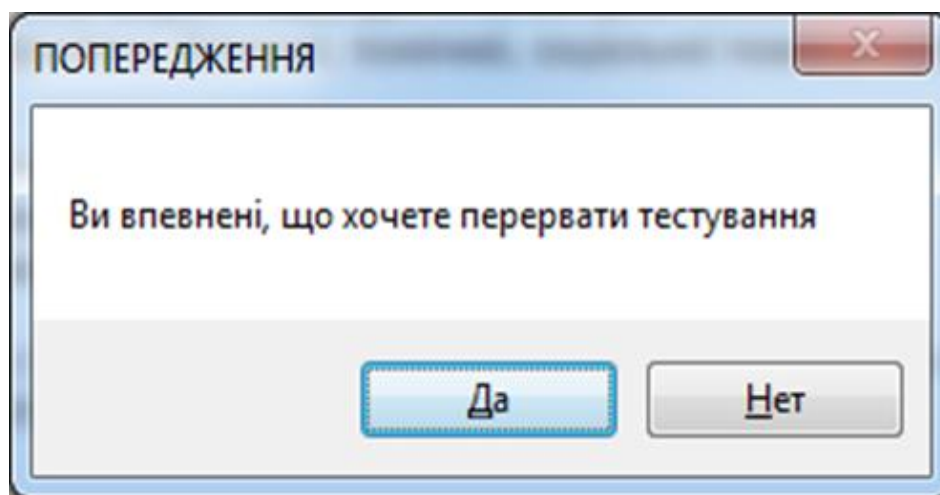 ПОПЕРЕДЖЕННЯ
Ви впевнені, що хочете перервати тестування
Да
Нет